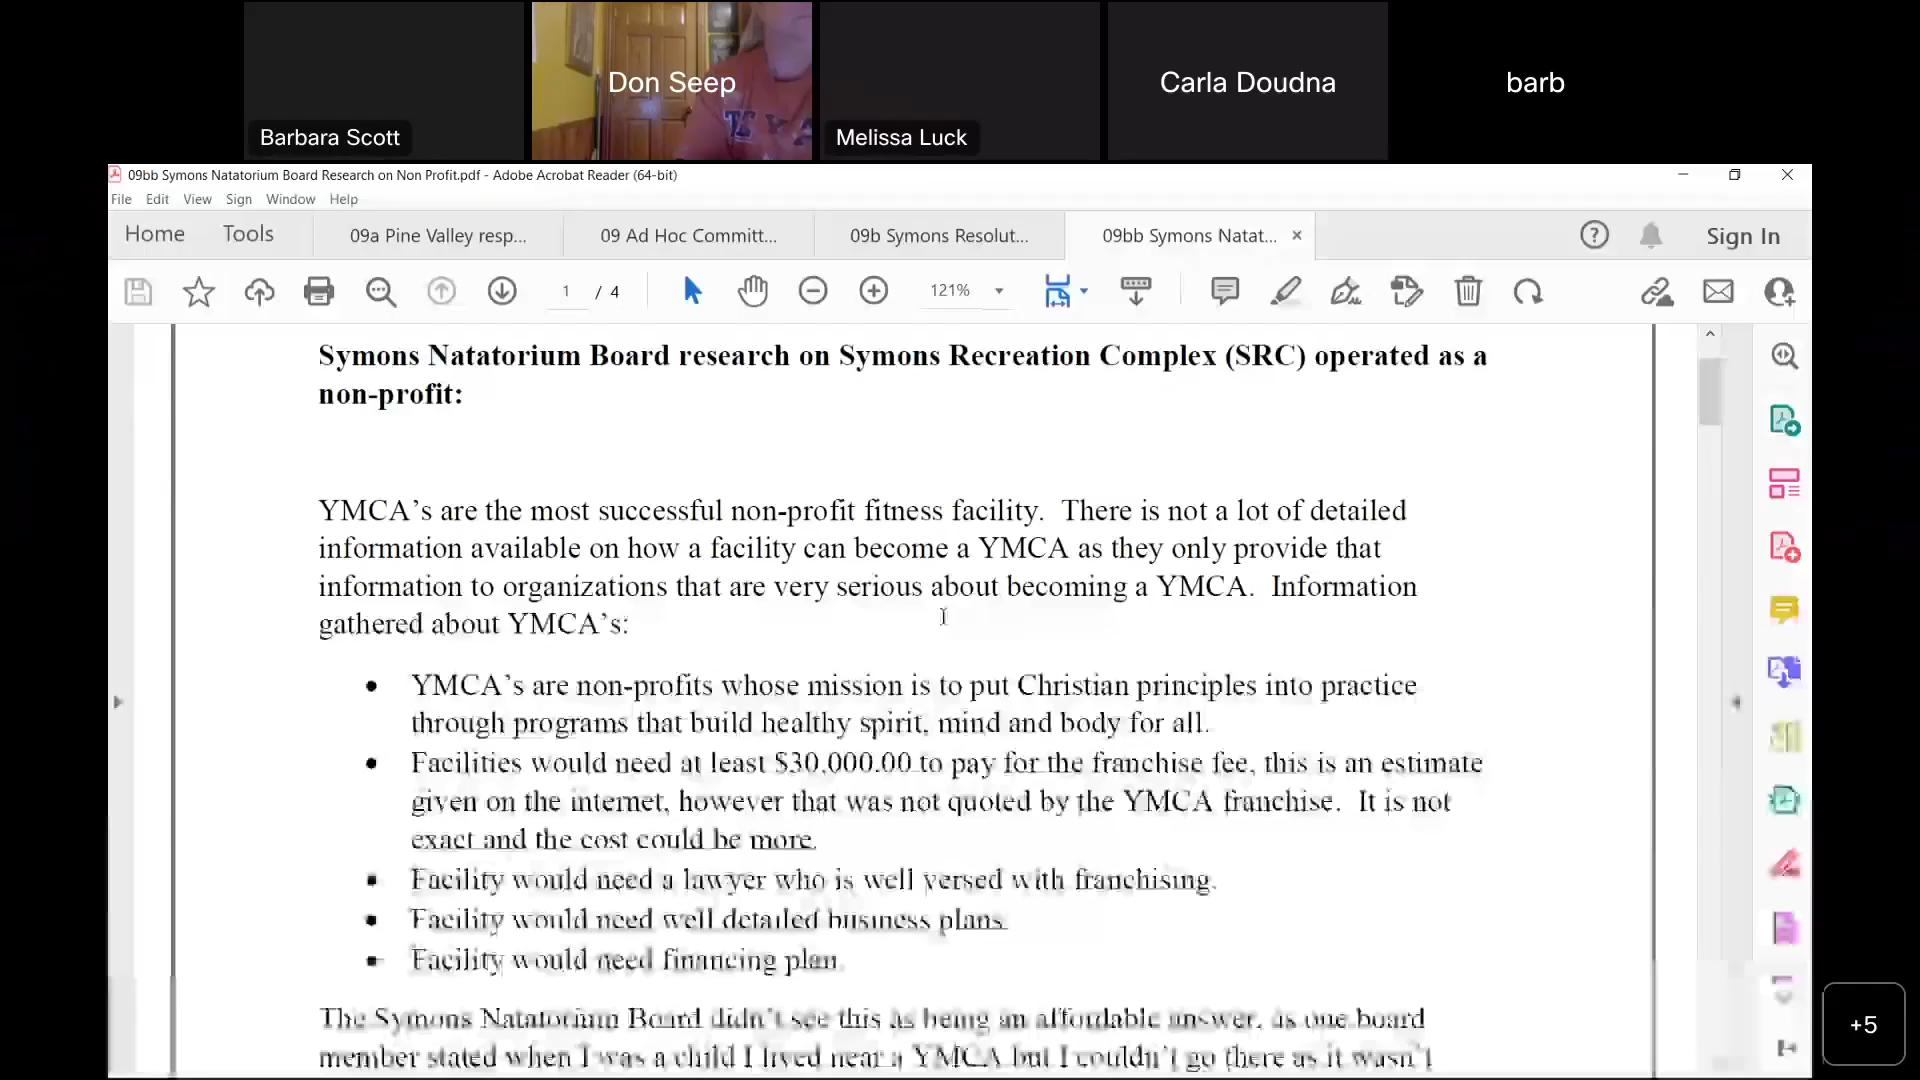 Don Seep
Carla Doudna
barb
Barbara Scott
Melissa Luck
09bb Symons Natatorium Board Research on Non Profit.pdf - Adobe Acrobat Reader (64-bit)
File Edit View Sign Window Help
Home Tools 09a Pine Valley resp... 09 Ad Hoc Committ... 09b Symons Resolut... 09bb Symons Natat... × Sign In
1 / 4 121%
Symons Natatorium Board research on Symons Recreation Complex (SRC) operated as a
non-profit:
YMCA's are the most successful non-profit fitness facility. There is not a lot of detailed
information available on how a facility can become a YMCA as they only provide that
information to organizations that are very serious about becoming a YMCA. Information
gathered about YMCA's:
• YMCA's are non-profits whose mission is to put Christian principles into practice
through programs that build healthy spirit, mind and body for all.
• Facilities would need at least $30,000.00 to pay for the franchise fee, this is an estimate
given on the internet, however that was not quoted by the YMCA franchise. It is not
exact and the cost could be more.
• Facility would need a lawyer who is well versed with franchising.
• Facility would need well detailed business plans.
• Facility would need financing plan.
The Symons Natatorium Board didn't see this as being an affordable answer, as one board
member stated when I was a child I lived near a YMCA but I couldn't go there as it wasn't
+5